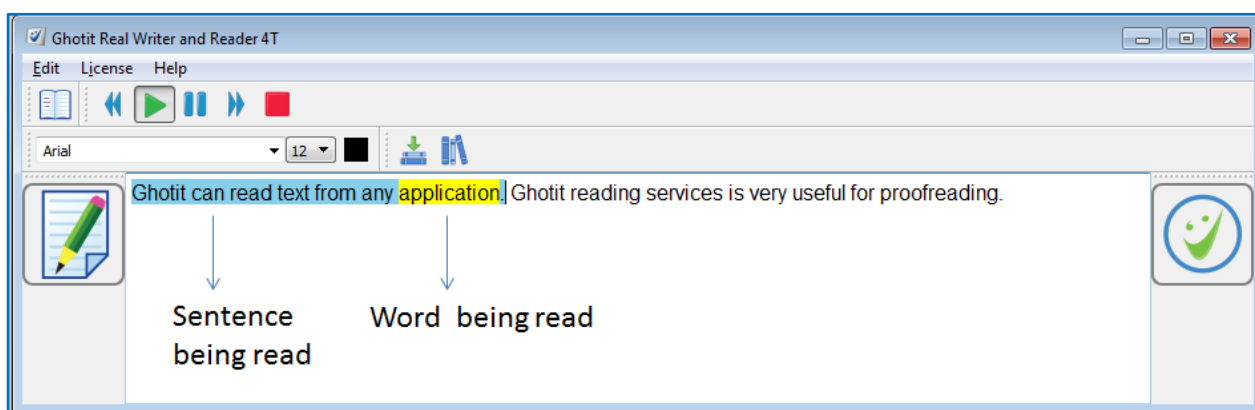 Ghotit Real Writer and Reader 4T
Edit License Help
Arial 12
Ghotit can read text from any application. Ghotit reading services is very useful for proofreading.
Sentence being read
Word being read